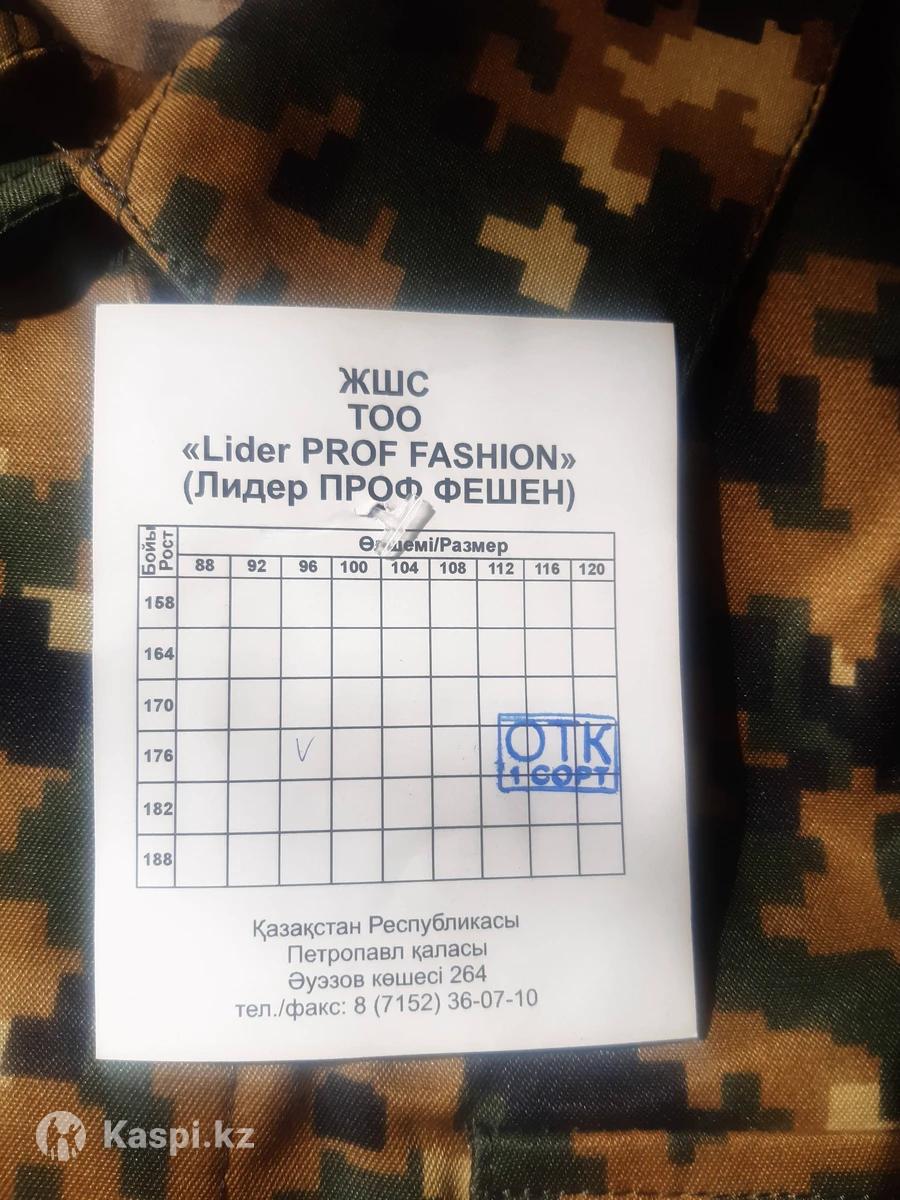 ЖШС
ТОО
«Lider PROF FASHION»
(Лидер ПРОФ ФЕШЕН)
Бойы
Рост
Өлшемі/Размер
88 92 96 100 104 108 112 116 120
158
164
170
176 V
182
188
ОТК
1 СОРТ
Қазақстан Республикасы
Петропавл қаласы
Әуэзов көшесі 264
тел./факс: 8 (7152) 36-07-10
Kaspi.kz